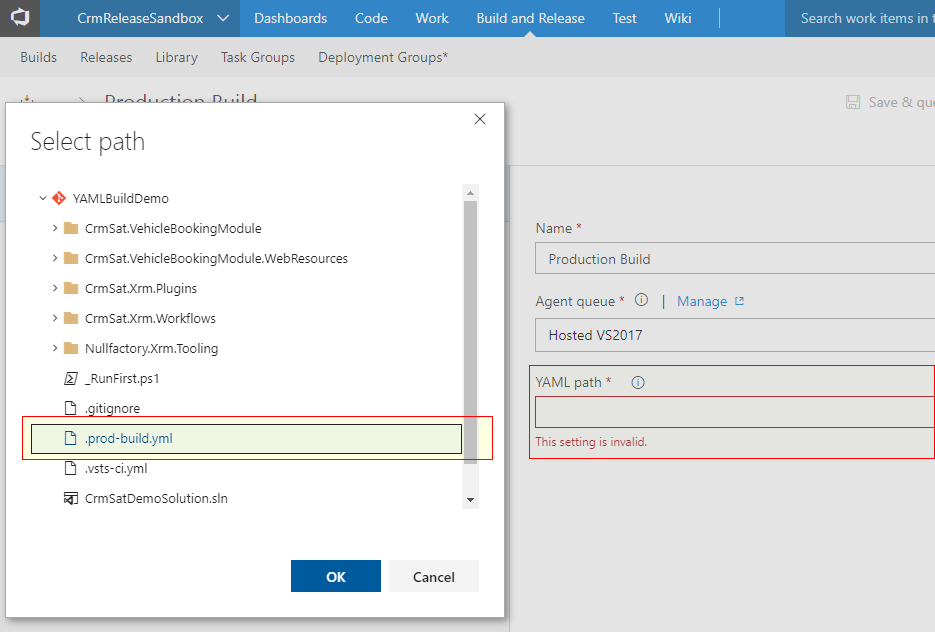 CrmReleaseSandbox Dashboards Code Work Build and Release Test Wiki Search work items in t
Builds Releases Library Task Groups Deployment Groups*
Production Build
Save & que
Select path
YAMLBuildDemo
CrmSat.VehicleBookingModule
CrmSat.VehicleBookingModule.WebResources
CrmSat.Xrm.Plugins
CrmSat.Xrm.Workflows
Nullfactory.Xrm.Tooling
_RunFirst.ps1
.gitignore
.prod-build.yml
.vsts-ci.yml
CrmSatDemoSolution.sln
OK Cancel
Name *
Production Build
Agent queue * | Manage
Hosted VS2017
YAML path *
This setting is invalid.